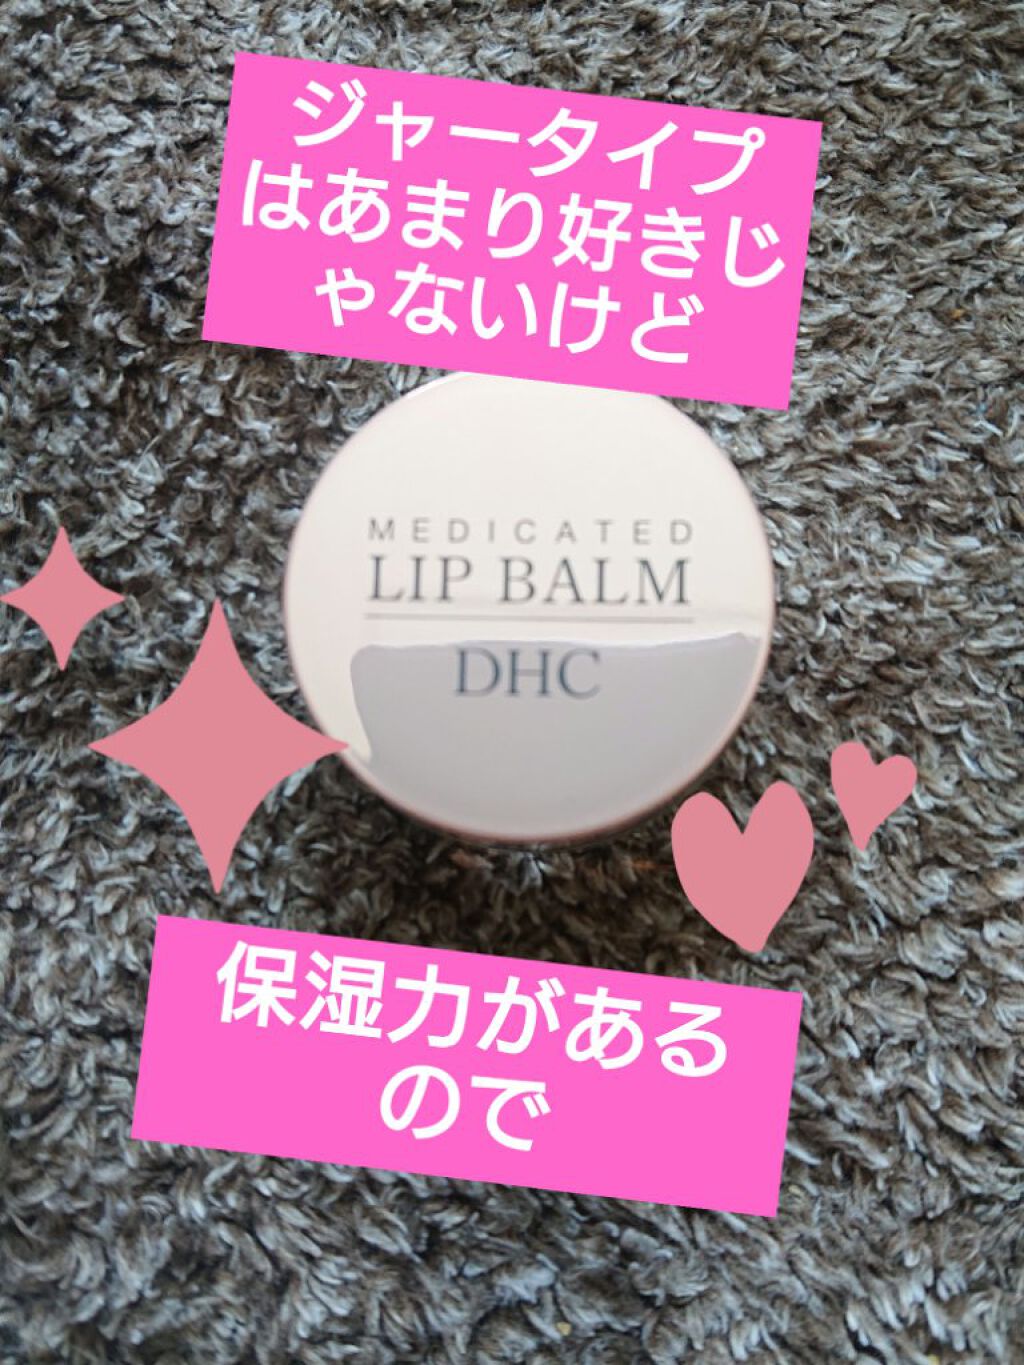 ジャータイプ
はあまり好きじ
ゃないけど
MEDICATED
LIP BALM
DHC
保湿力がある
ので